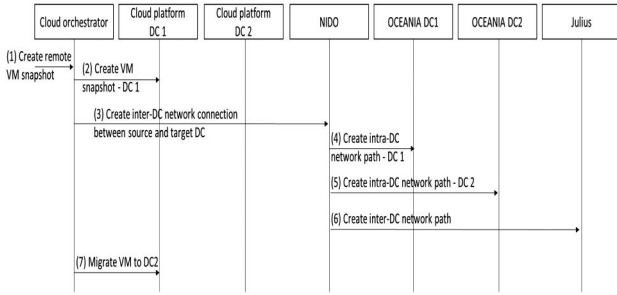 Cloud orchestrator
Cloud platform
DC 1
Cloud platform
DC 2
NIDO
OCEANIA DC1
OCEANIA DC2
Julius
(1) Create remote
VM snapshot
(2) Create VM
snapshot - DC 1
(3) Create inter-DC network connection
between source and target DC
(4) Create intra-DC
network path - DC 1
(5) Create intra-DC network path - DC 2
(6) Create inter-DC network path
(7) Migrate VM to DC2